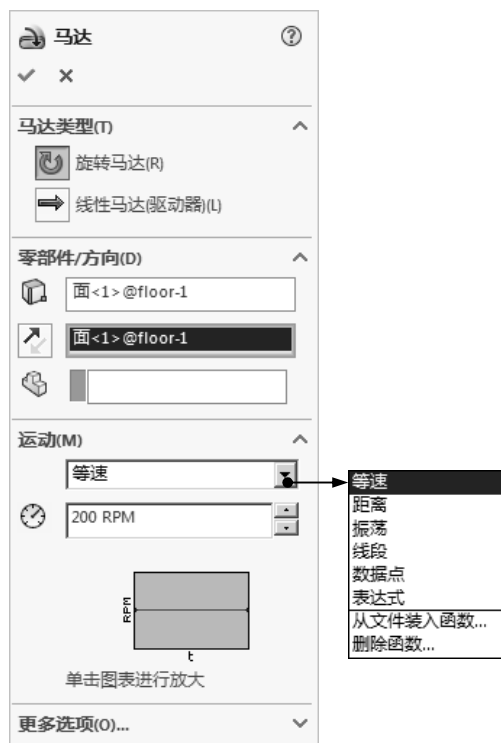 马达
马达类型(T)
旋转马达(R)
线性马达(驱动器)(L)
零部件/方向(D)
面<1>@floor-1
面<1>@floor-1
运动(M)
等速
200 RPM
RPM
t
单击图表进行放大
更多选项(O)...
等速
距离
振荡
线段
数据点
表达式
从文件装入函数...
删除函数...